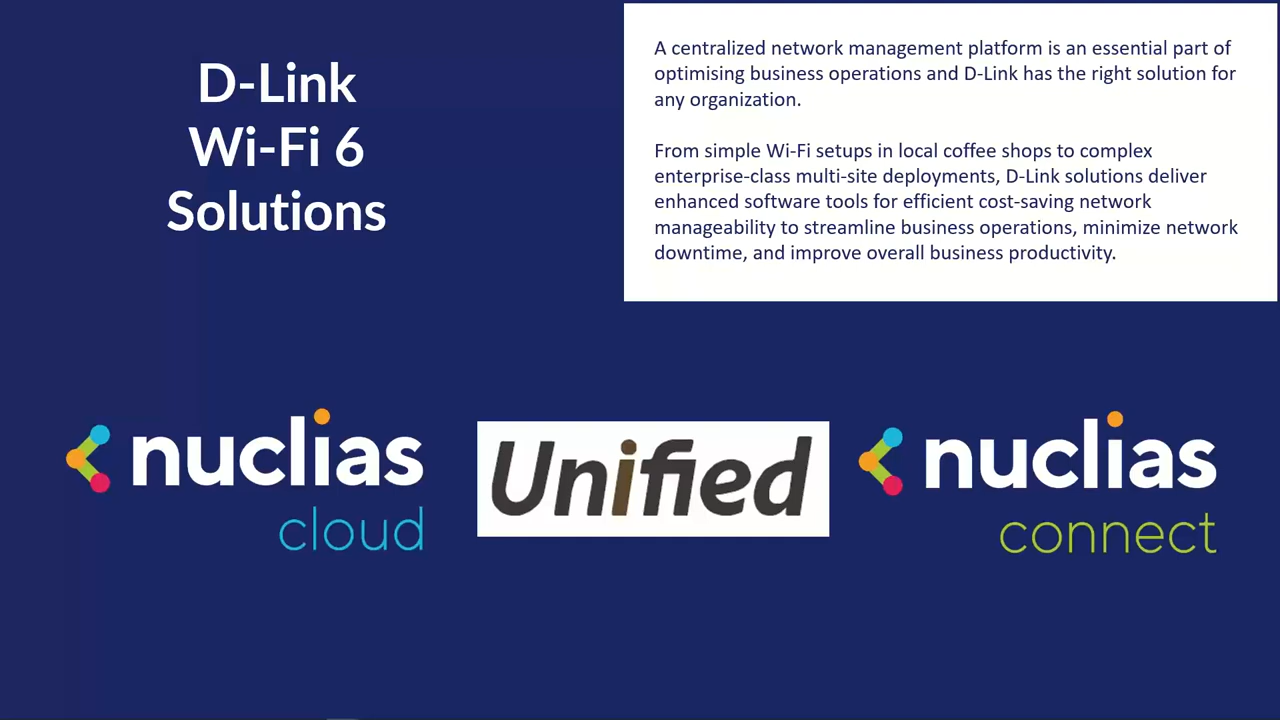 D-Link
Wi-Fi 6
Solutions
A centralized network management platform is an essential part of
optimising business operations and D-Link has the right solution for
any organization.
From simple Wi-Fi setups in local coffee shops to complex
enterprise-class multi-site deployments, D-Link solutions deliver
enhanced software tools for efficient cost-saving network
manageability to streamline business operations, minimize network
downtime, and improve overall business productivity.
nuclias
cloud
Unified
nuclias
connect